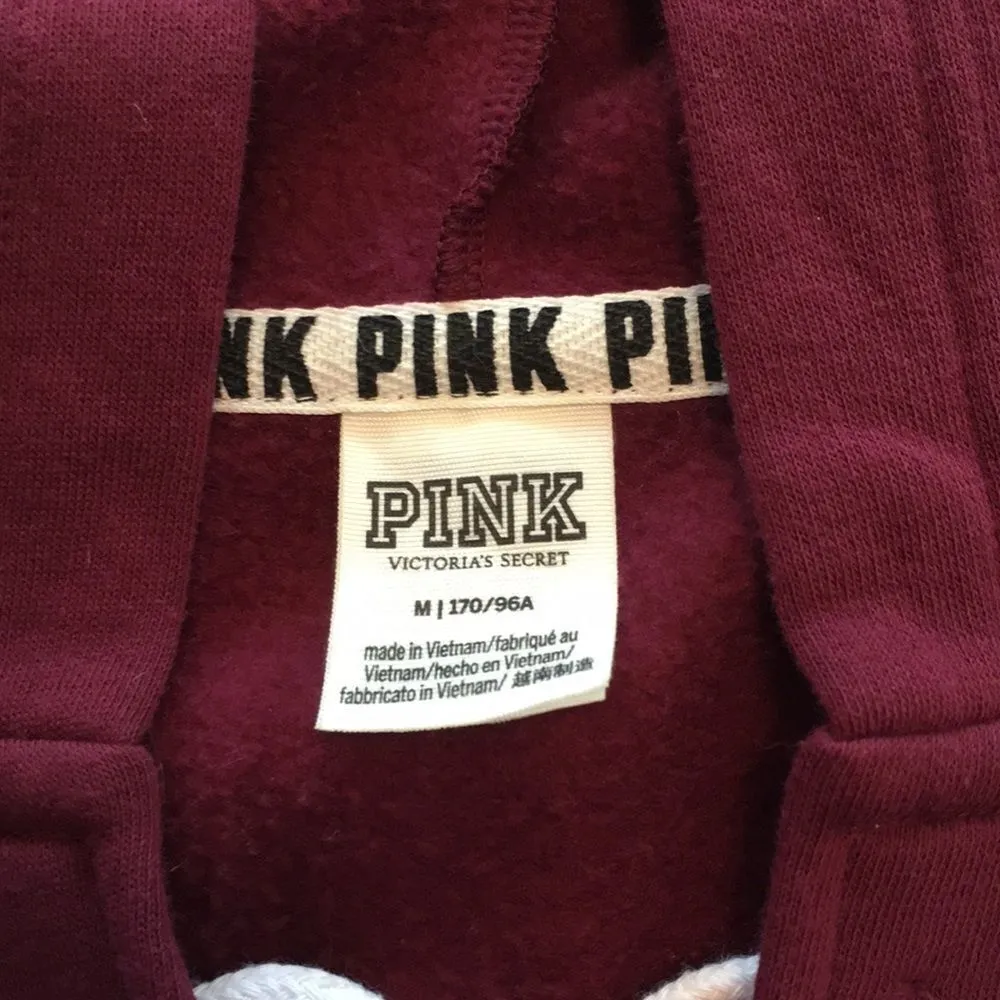 NK PINK PI
PINK
VICTORIA'S SECRET
M | 170/96A
made in Vietnam/fabriqué au
Vietnam/hecho en Vietnam/
fabbricato in Vietnam/ 越南制造